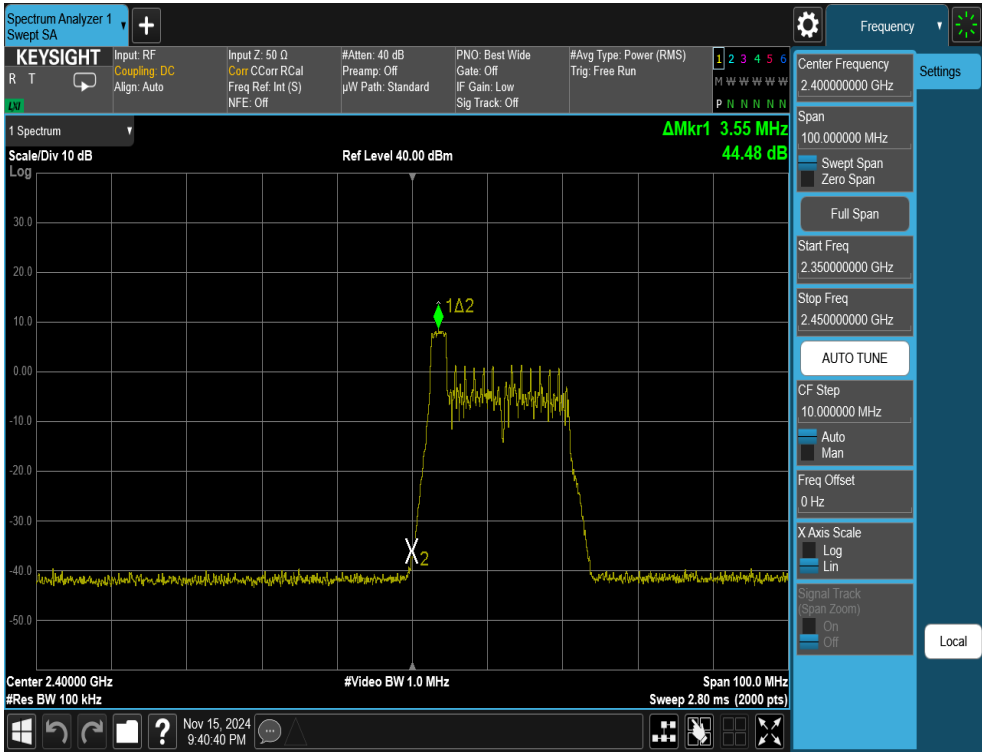 Spectrum Analyzer 1
Swept SA
Frequency
KEYSIGHT
R T
LXI
Input: RF
Coupling: DC
Align: Auto
Input Z: 50 Ω
Corr CCorr RCal
Freq Ref: Int (S)
NFE: Off
#Atten: 40 dB
Preamp: Off
µW Path: Standard
PNO: Best Wide
Gate: Off
IF Gain: Low
Sig Track: Off
#Avg Type: Power (RMS)
Trig: Free Run
1 2 3 4 5 6
M W W W W W
P N N N N N
1 Spectrum
Scale/Div 10 dB
Log
Ref Level 40.00 dBm
ΔMkr1 3.55 MHz
44.48 dB
30.0
20.0
10.0
0.00
-10.0
-20.0
-30.0
-40.0
-50.0
1Δ2
2
Center 2.40000 GHz
#Res BW 100 kHz
#Video BW 1.0 MHz
Span 100.0 MHz
Sweep 2.80 ms (2000 pts)
Center Frequency
2.400000000 GHz
Span
100.000000 MHz
Swept Span
Zero Span
Full Span
Start Freq
2.350000000 GHz
Stop Freq
2.450000000 GHz
AUTO TUNE
CF Step
10.000000 MHz
Auto
Man
Freq Offset
0 Hz
X Axis Scale
Log
Lin
Signal Track
(Span Zoom)
On
Off
Settings
Local
?
Nov 15, 2024
9:40:40 PM